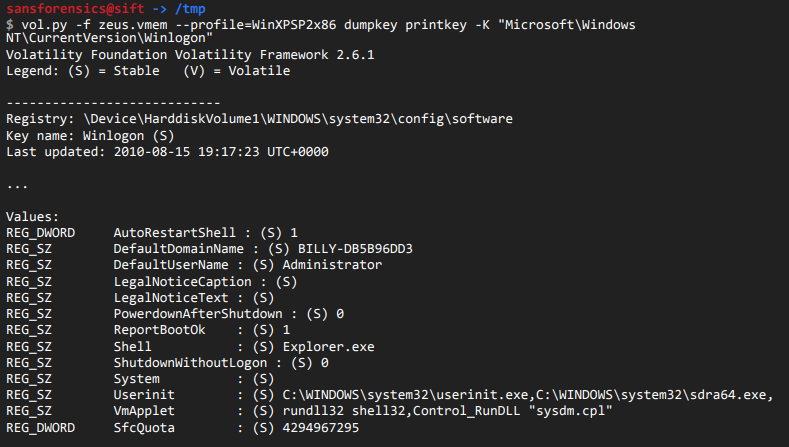 sansforensics@sift -> /tmp
$ vol.py -f zeus.vmem --profile=WinXPSP2x86 dumpkey printkey -K "Microsoft\Windows
NT\CurrentVersion\Winlogon"
Volatility Foundation Volatility Framework 2.6.1
Legend: (S) = Stable   (V) = Volatile
----------------------------
Registry: \Device\HarddiskVolume1\WINDOWS\system32\config\software
Key name: Winlogon (S)
Last updated: 2010-08-15 19:17:23 UTC+0000
...
Values:
REG_DWORD     AutoRestartShell : (S) 1
REG_SZ        DefaultDomainName : (S) BILLY-DB5B96DD3
REG_SZ        DefaultUserName : (S) Administrator
REG_SZ        LegalNoticeCaption : (S)
REG_SZ        LegalNoticeText : (S)
REG_SZ        PowerdownAfterShutdown : (S) 0
REG_SZ        ReportBootOk    : (S) 1
REG_SZ        Shell           : (S) Explorer.exe
REG_SZ        ShutdownWithoutLogon : (S) 0
REG_SZ        System          : (S)
REG_SZ        Userinit        : (S) C:\WINDOWS\system32\userinit.exe,C:\WINDOWS\system32\sdra64.exe,
REG_SZ        VmApplet        : (S) rundll32 shell32,Control_RunDLL "sysdm.cpl"
REG_DWORD     SfcQuota        : (S) 4294967295